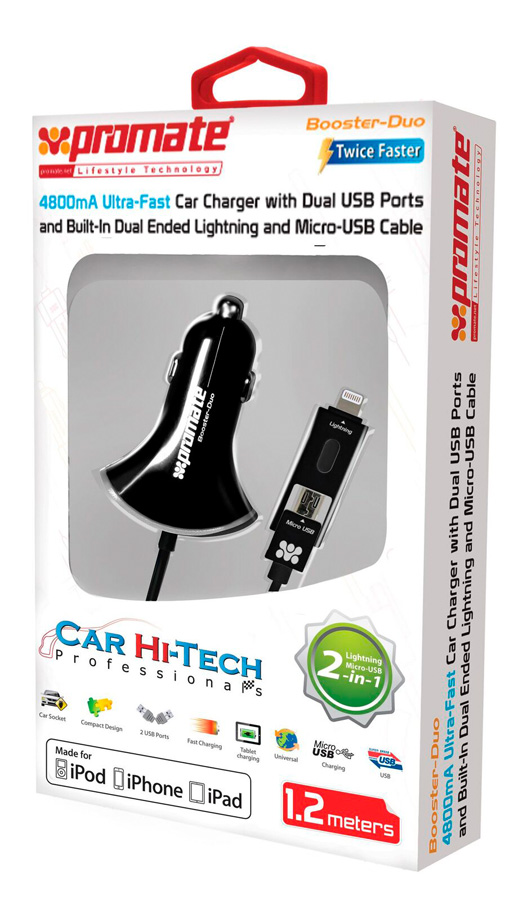 promate®
promate.net Lifestyle Technology
Booster-Duo
Twice Faster
4800mA Ultra-Fast Car Charger with Dual USB Ports
and Built-In Dual Ended Lightning and Micro-USB Cable
promate
Booster-Duo
Lightning
Micro USB
CAR HI-TECH
Professionals
Lightning
Micro-USB
2-in-1
Car Socket
Compact Design
2 USB Ports
Fast Charging
Tablet
charging
Universal
Micro
USB
Charging
USB
USB
Made for
iPod iPhone iPad
1.2 meters
promate®
Lifestyle Technology
Booster-Duo
4800mA Ultra-Fast Car Charger with Dual USB Ports
and Built-In Dual Ended Lightning and Micro-USB Cable